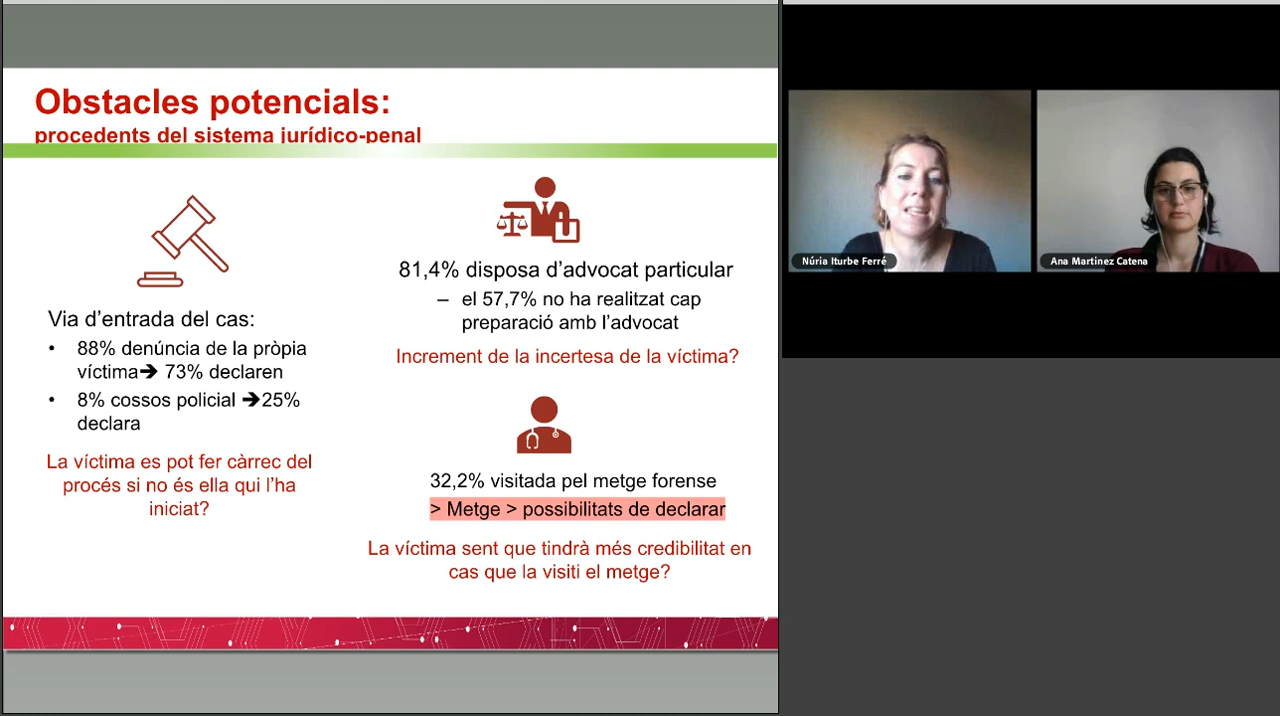 Obstacles potencials:
procedents del sistema jurídico-penal
Via d'entrada del cas:
• 88% denúncia de la pròpia
víctima➔ 73% declaren
• 8% cossos policial ➔25%
declara
La víctima es pot fer càrrec del
procés si no és ella qui l'ha
iniciat?
81,4% disposa d'advocat particular
– el 57,7% no ha realitzat cap
preparació amb l'advocat
Increment de la incertesa de la víctima?
32,2% visitada pel metge forense
> Metge > possibilitats de declarar
La víctima sent que tindrà més credibilitat en
cas que la visiti el metge?
Núria Iturbe Ferré
Ana Martinez Catena